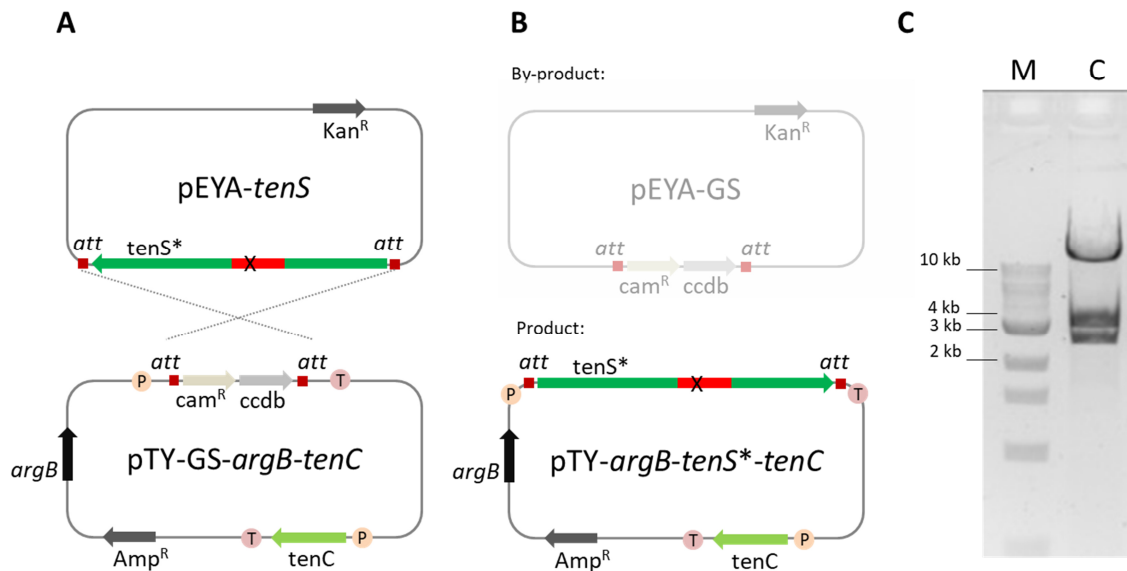 A
Kan^R
pEYA-tenS
att
tenS*
att
X
att
att
P
T
cam^R
ccdb
argB
pTY-GS-argB-tenC
Amp^R
T
tenC
P
B
By-product:
Kan^R
pEYA-GS
att
att
cam^R
ccdb
Product:
att
tenS*
att
X
P
T
argB
pTY-argB-tenS*-tenC
Amp^R
T
tenC
P
C
M C
10 kb
4 kb
3 kb
2 kb